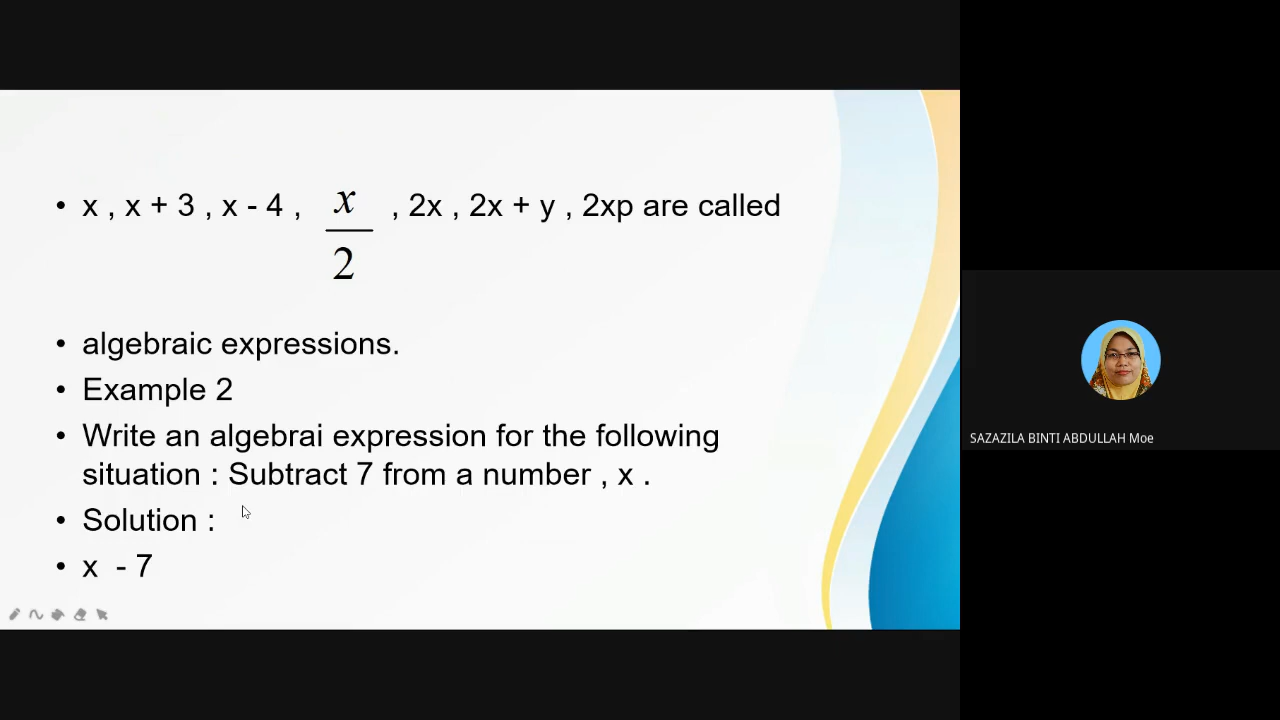 • x , x + 3 , x - 4 , x/2 , 2x , 2x + y , 2xp are called
• algebraic expressions.
• Example 2
• Write an algebrai expression for the following
situation : Subtract 7 from a number , x .
• Solution :
• x - 7
SAZAZILA BINTI ABDULLAH Moe